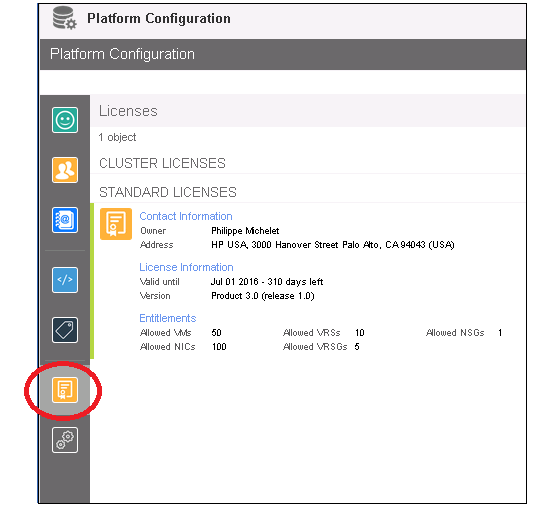 Platform Configuration
Platform Configuration
Licenses
1 object
CLUSTER LICENSES
STANDARD LICENSES
Contact Information
Owner Philippe Michelet
Address HP USA, 3000 Hanover Street Palo Alto, CA 94043 (USA)
License Information
Valid until Jul 01 2016 - 310 days left
Version Product 3.0 (release 1.0)
Entitlements
Allowed VMs 50 Allowed VRSs 10 Allowed NSGs 1
Allowed NICs 100 Allowed VRSGs 5